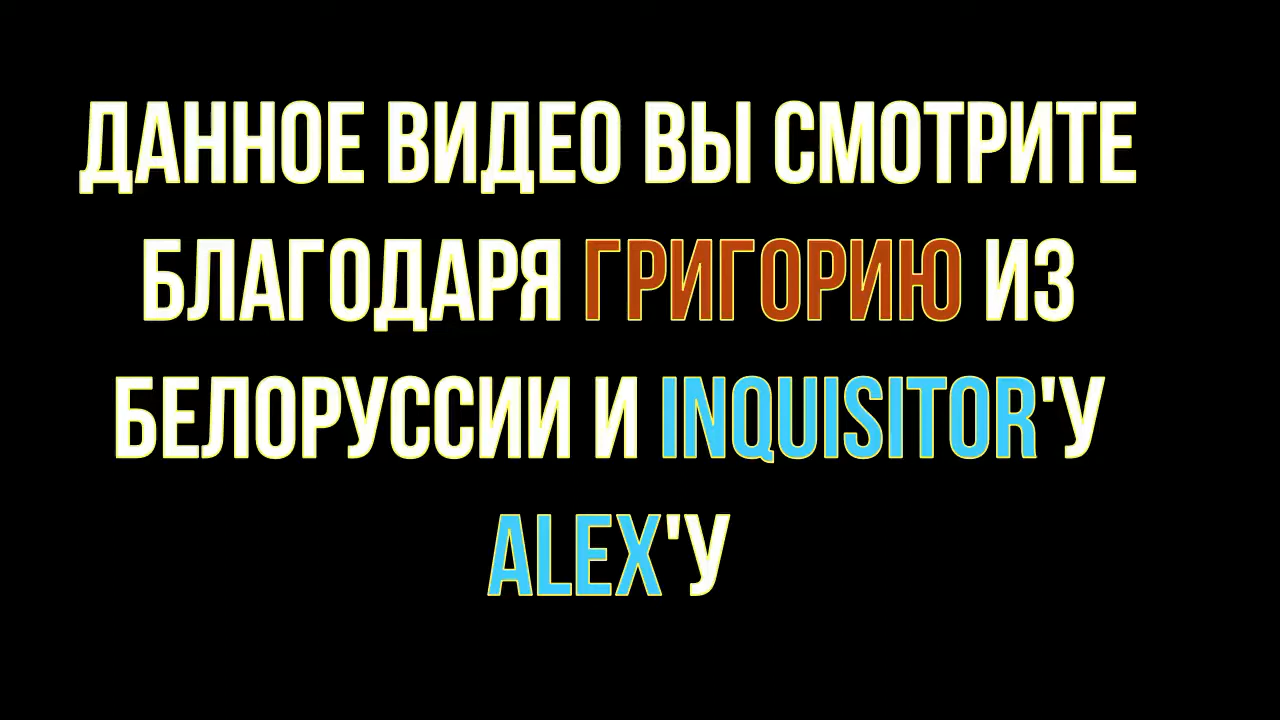 ДАННОЕ ВИДЕО ВЫ СМОТРИТЕ
БЛАГОДАРЯ ГРИГОРИЮ ИЗ
БЕЛОРУССИИ И INQUISITOR'У
ALEX'У